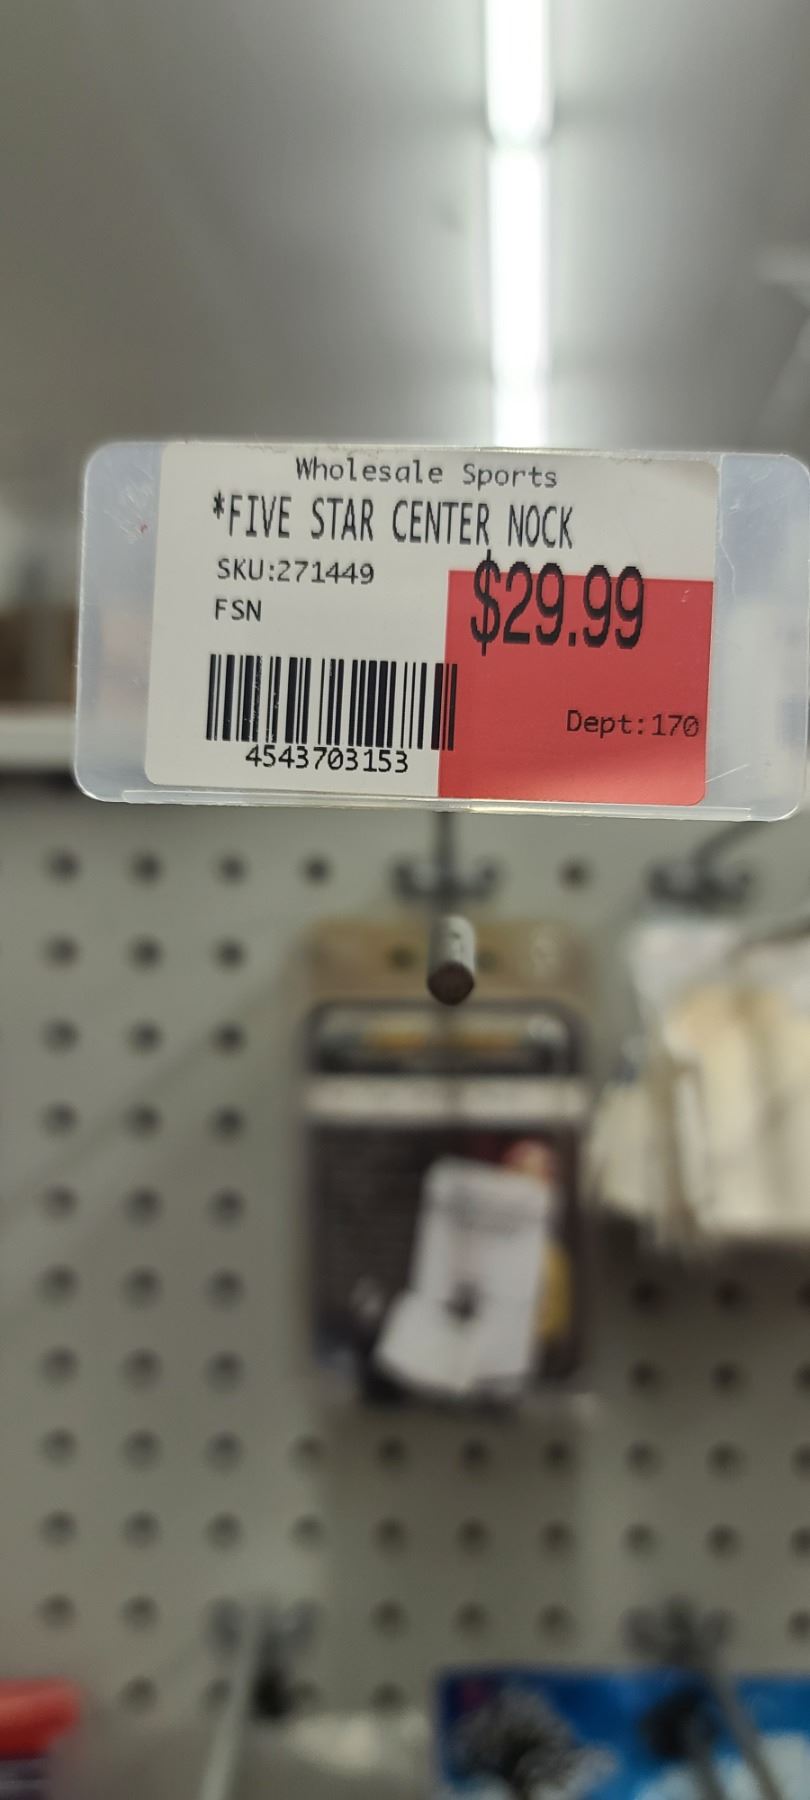 Wholesale Sports
*FIVE STAR CENTER NOCK
SKU:271449
$29.99
FSN
Dept:170
4543703153